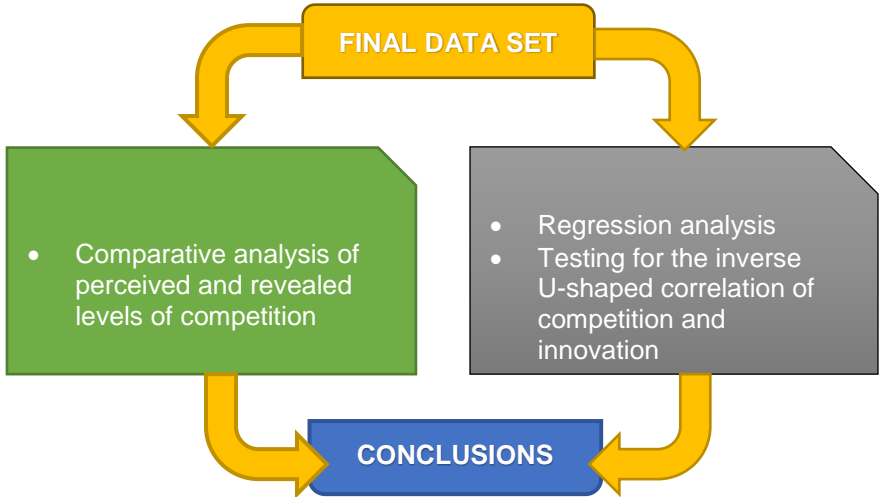 FINAL DATA SET
• Comparative analysis of
perceived and revealed
levels of competition
• Regression analysis
• Testing for the inverse
U-shaped correlation of
competition and
innovation
CONCLUSIONS